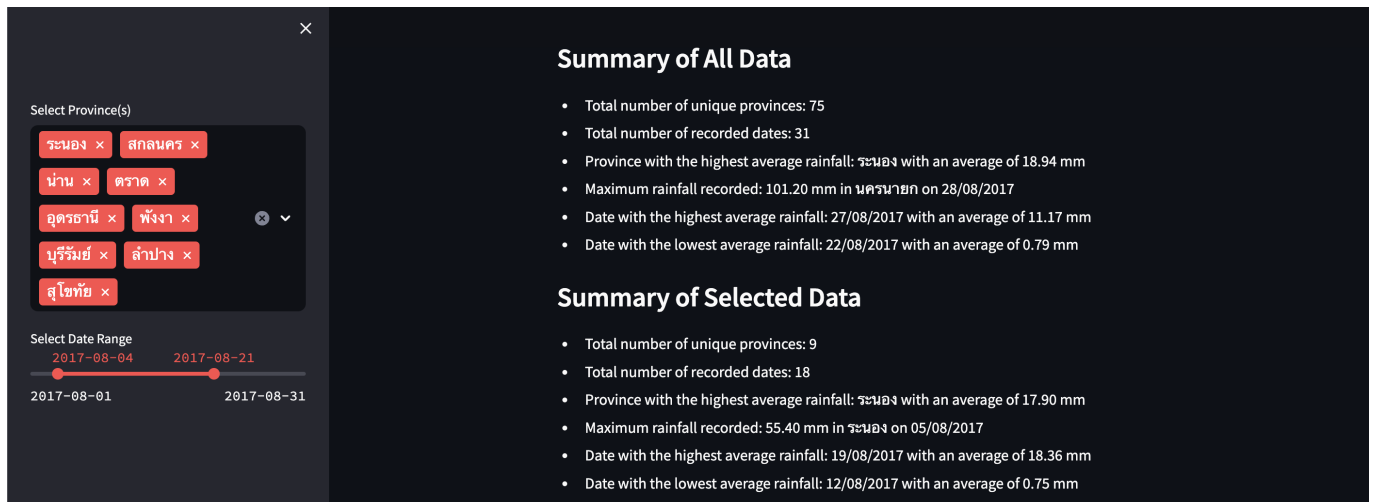 ×
Select Province(s)
ระนอง × สกลนคร ×
น่าน × ตราด ×
อุดรธานี × พังงา ×
บุรีรัมย์ × ลำปาง ×
สุโขทัย ×
Select Date Range
2017-08-04 2017-08-21
2017-08-01 2017-08-31
Summary of All Data
• Total number of unique provinces: 75
• Total number of recorded dates: 31
• Province with the highest average rainfall: ระนอง with an average of 18.94 mm
• Maximum rainfall recorded: 101.20 mm in นครนายก on 28/08/2017
• Date with the highest average rainfall: 27/08/2017 with an average of 11.17 mm
• Date with the lowest average rainfall: 22/08/2017 with an average of 0.79 mm
Summary of Selected Data
• Total number of unique provinces: 9
• Total number of recorded dates: 18
• Province with the highest average rainfall: ระนอง with an average of 17.90 mm
• Maximum rainfall recorded: 55.40 mm in ระนอง on 05/08/2017
• Date with the highest average rainfall: 19/08/2017 with an average of 18.36 mm
• Date with the lowest average rainfall: 12/08/2017 with an average of 0.75 mm